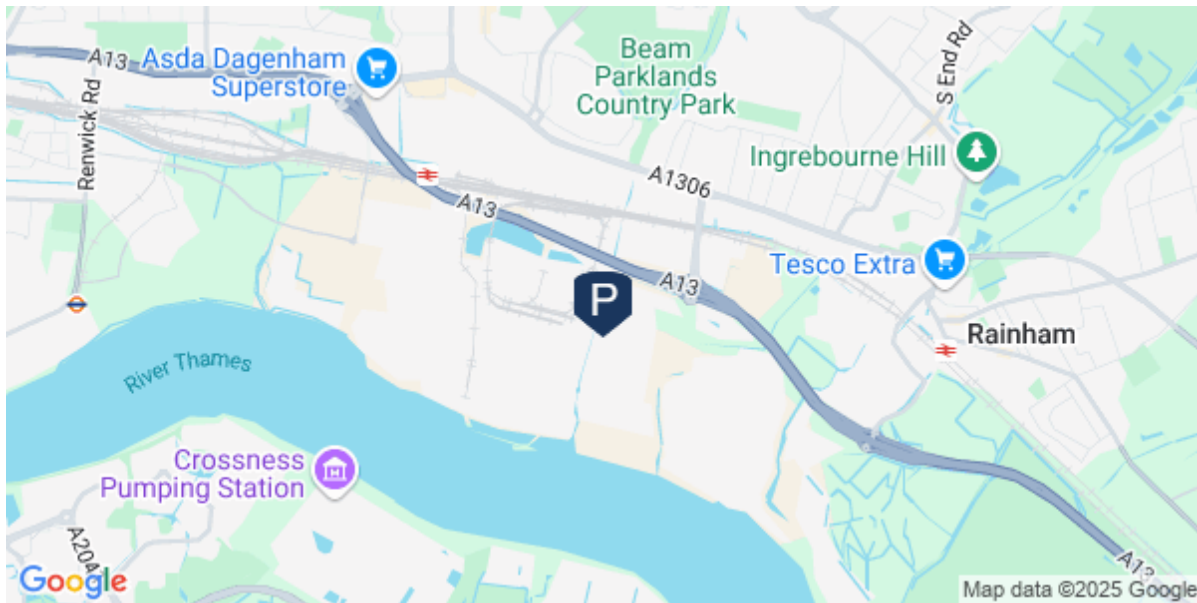 A13
Asda Dagenham
Superstore
Renwick Rd
Beam
Parklands
Country Park
S End Rd
Ingrebourne Hill
A1306
A13
Tesco Extra
A13
P
Rainham
River Thames
Crossness
Pumping Station
A204
A13
Google
Map data ©2025 Google